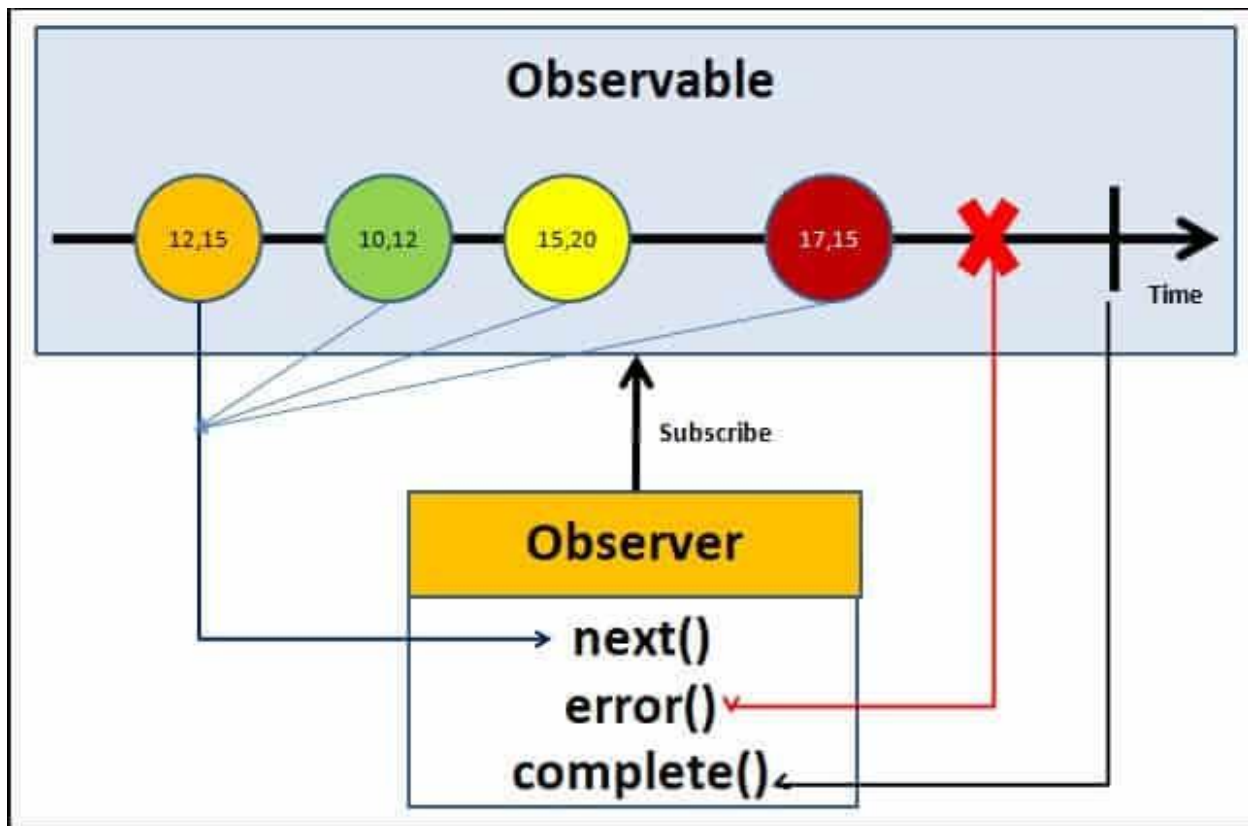 Observable
12,15
10,12
15,20
17,15
Time
Subscribe
Observer
next()
error()
complete()